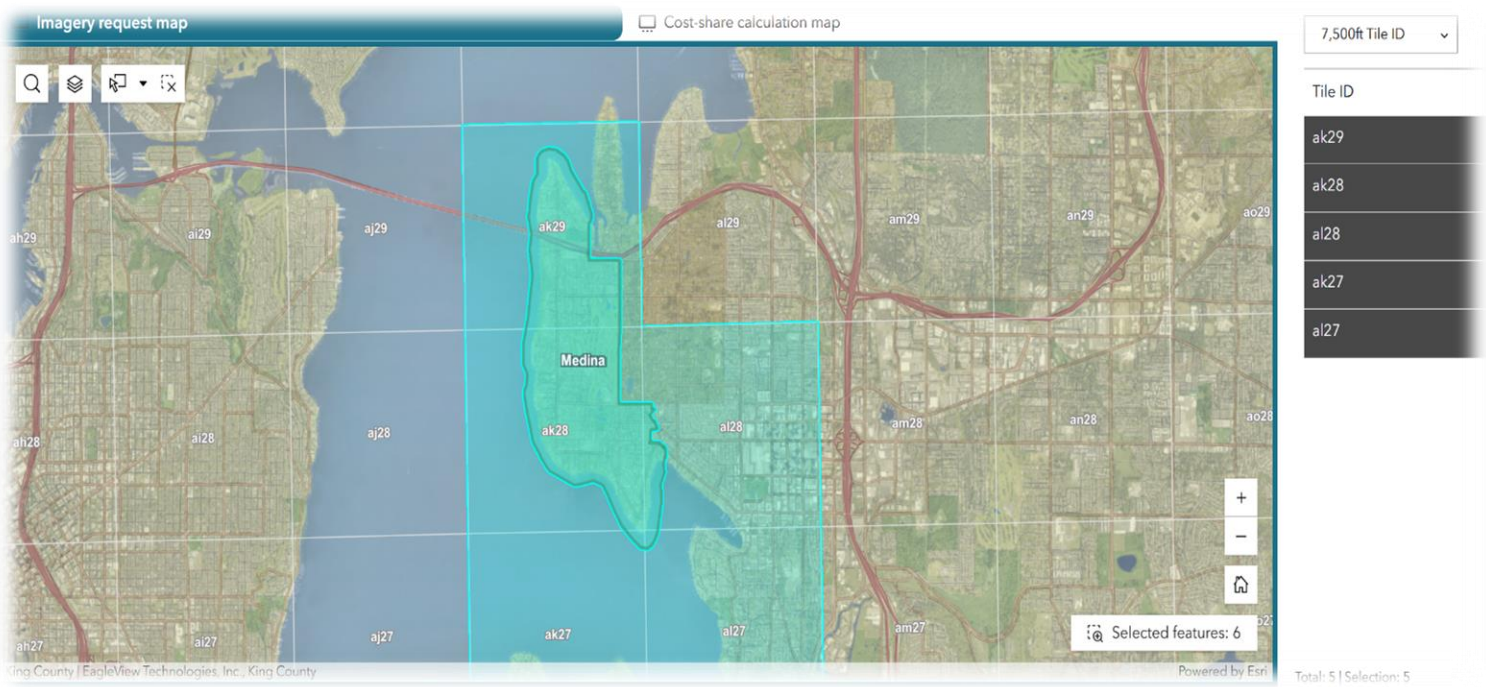 Imagery request map
Cost-share calculation map
7,500ft Tile ID
Tile ID
ak29
ak28
al28
ak27
al27
ah29
ai29
aj29
ak29
al29
am29
an29
ao29
Medina
ah28
ai28
aj28
ak28
al28
am28
an28
ao28
ah27
ai27
aj27
ak27
al27
am27
Selected features: 6
King County | EagleView Technologies, Inc., King County
Powered by Esri
Total: 5 | Selection: 5